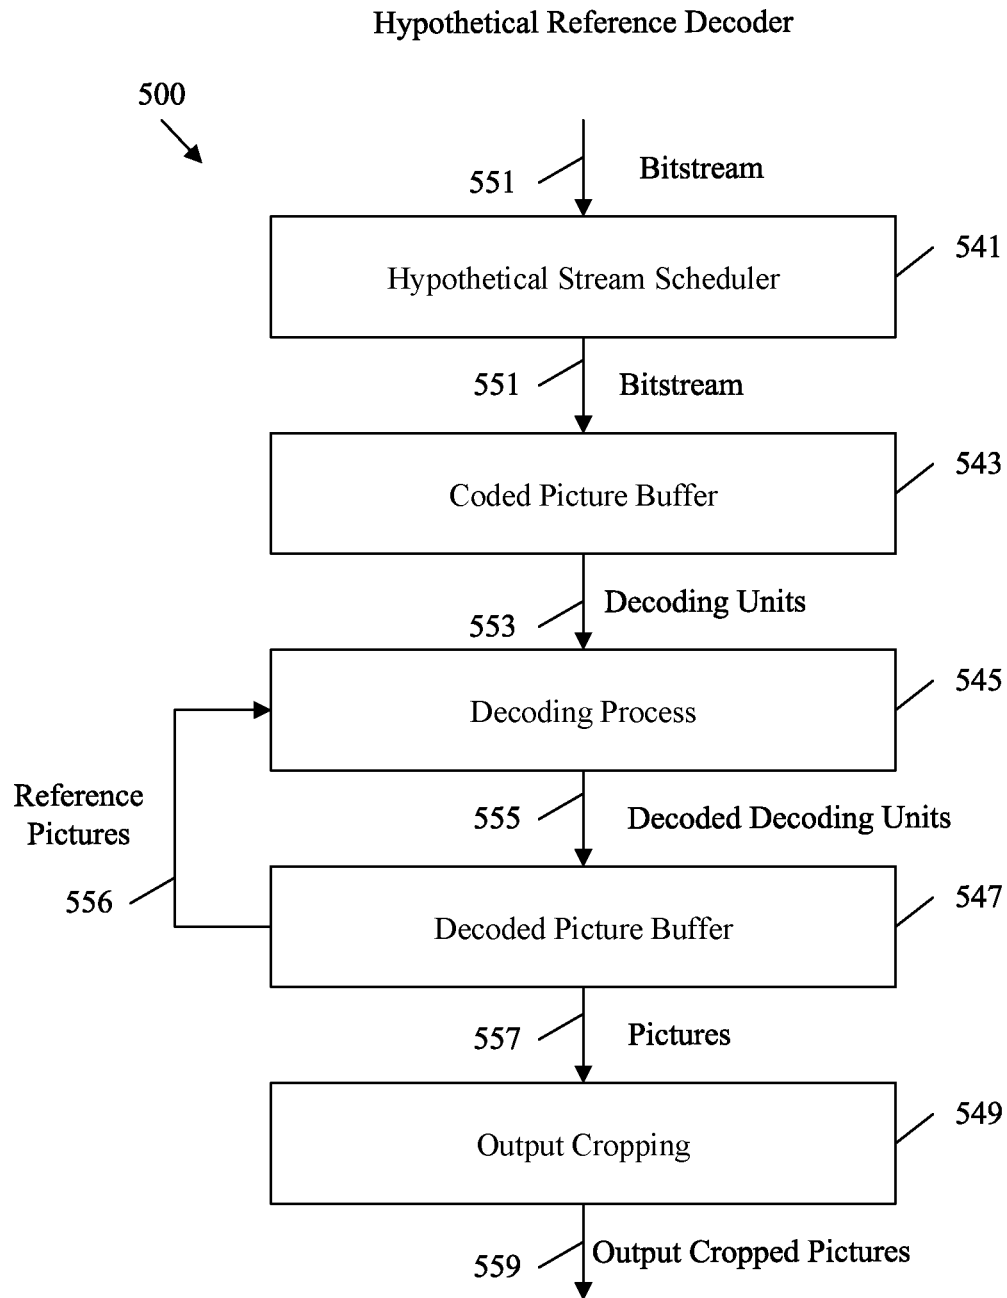 Hypothetical Reference Decoder
500
551
Bitstream
541
Hypothetical Stream Scheduler
551
Bitstream
543
Coded Picture Buffer
553
Decoding Units
545
Decoding Process
Reference
Pictures
555
Decoded Decoding Units
556
547
Decoded Picture Buffer
557
Pictures
549
Output Cropping
559
Output Cropped Pictures